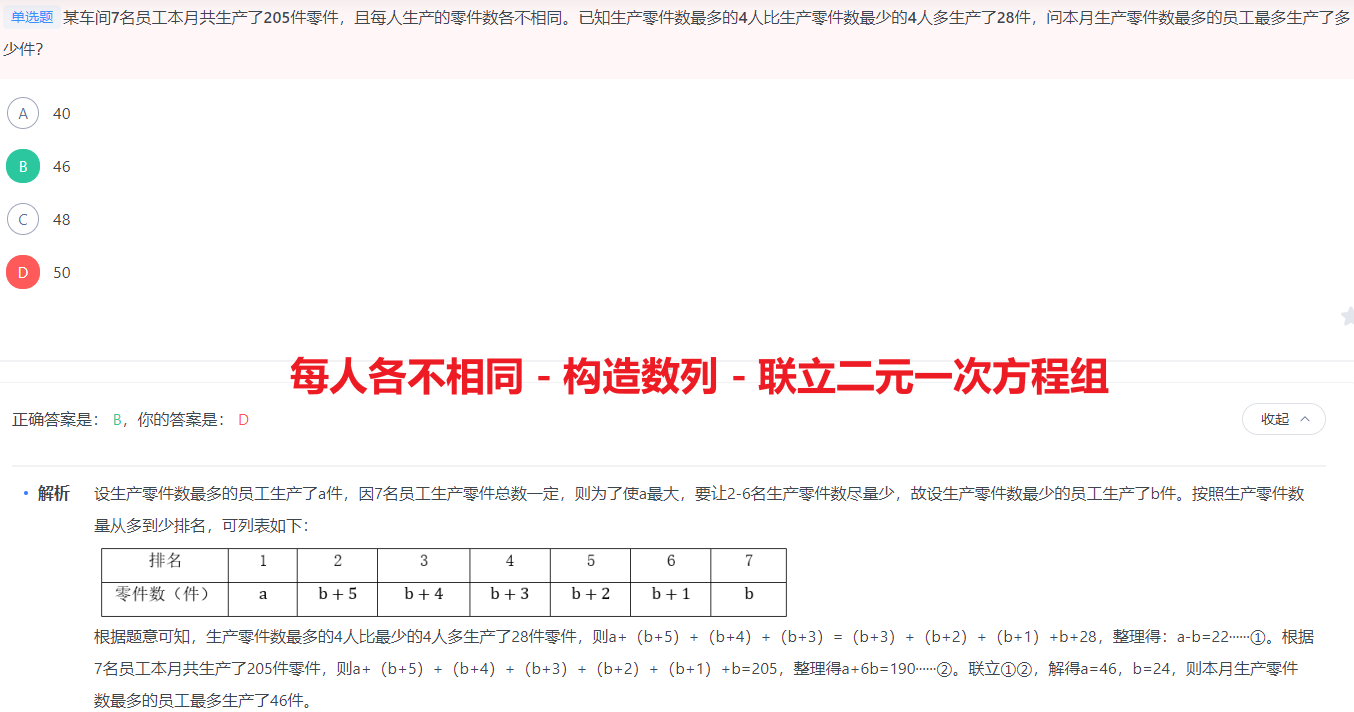 单选题 某车间7名员工本月共生产了205件零件，且每人生产的零件数各不相同。已知生产零件数最多的4人比生产零件数最少的4人多生产了28件，问本月生产零件数最多的员工最多生产了多
少件？
A 40
B 46
C 48
D 50
每人各不相同 - 构造数列 - 联立二元一次方程组
正确答案是： B，你的答案是： D
收起
解析 设生产零件数最多的员工生产了a件，因7名员工生产零件总数一定，则为了使a最大，要让2-6名生产零件数尽量少，故设生产零件数最少的员工生产了b件。按照生产零件数
量从多到少排名，可列表如下：
排名 1 2 3 4 5 6 7
零件数（件） a b + 5 b + 4 b + 3 b + 2 b + 1 b
根据题意可知，生产零件数最多的4人比最少的4人多生产了28件零件，则a+（b+5）+（b+4）+（b+3）=（b+3）+（b+2）+（b+1）+b+28，整理得：a-b=22……①。根据
7名员工本月共生产了205件零件，则a+（b+5）+（b+4）+（b+3）+（b+2）+（b+1）+b=205，整理得a+6b=190……②。联立①②，解得a=46，b=24，则本月生产零件
数最多的员工最多生产了46件。